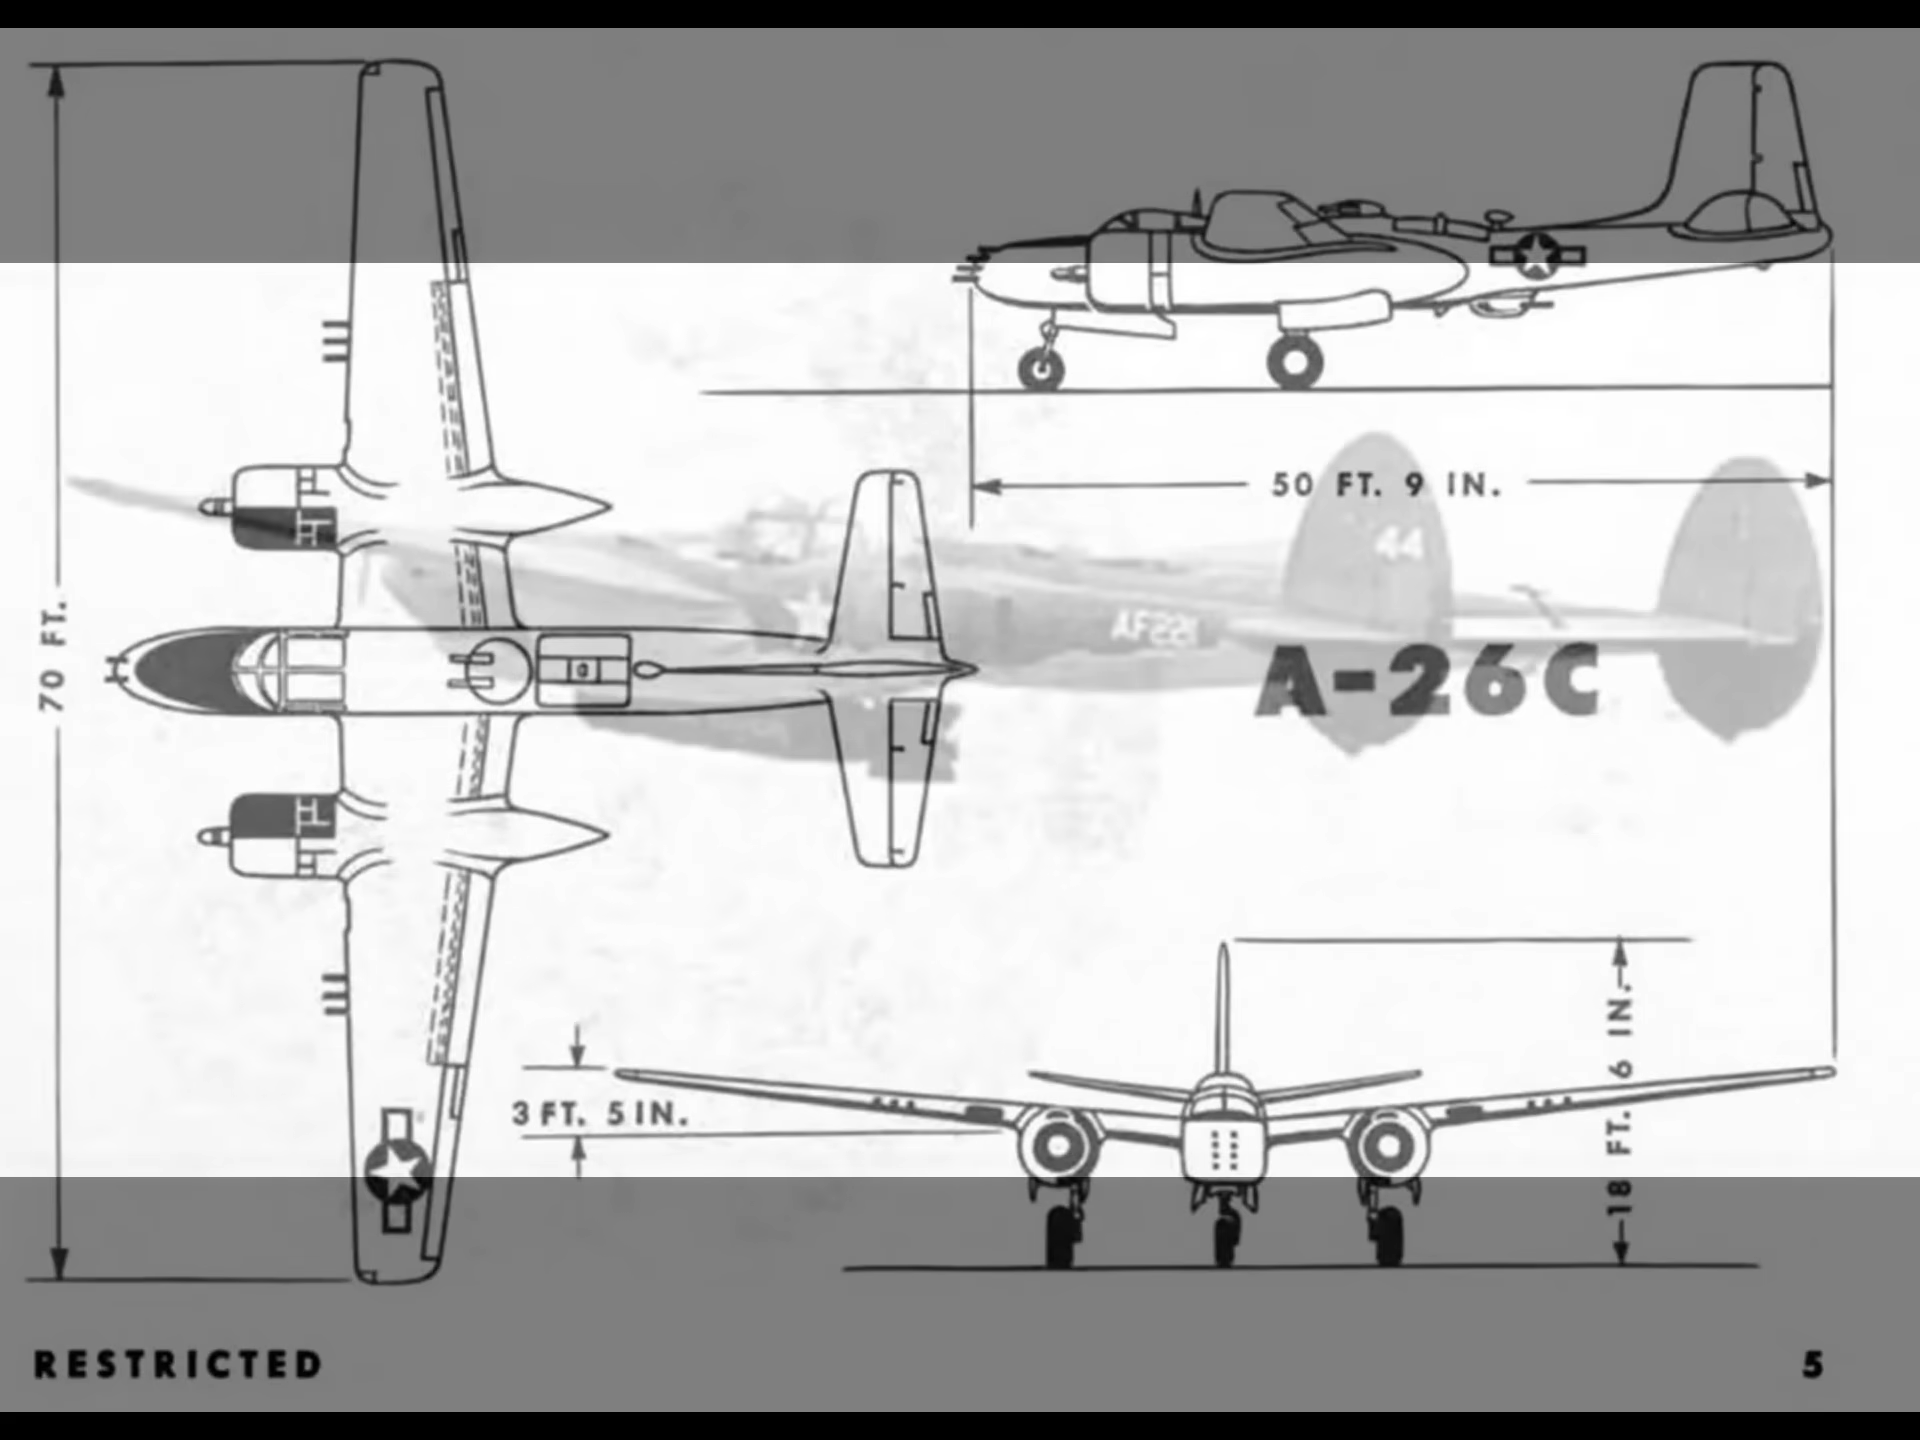 70 FT.
50 FT. 9 IN.
44
AF221
A-26C
3 FT. 5 IN.
18 FT. 6 IN.
RESTRICTED
5